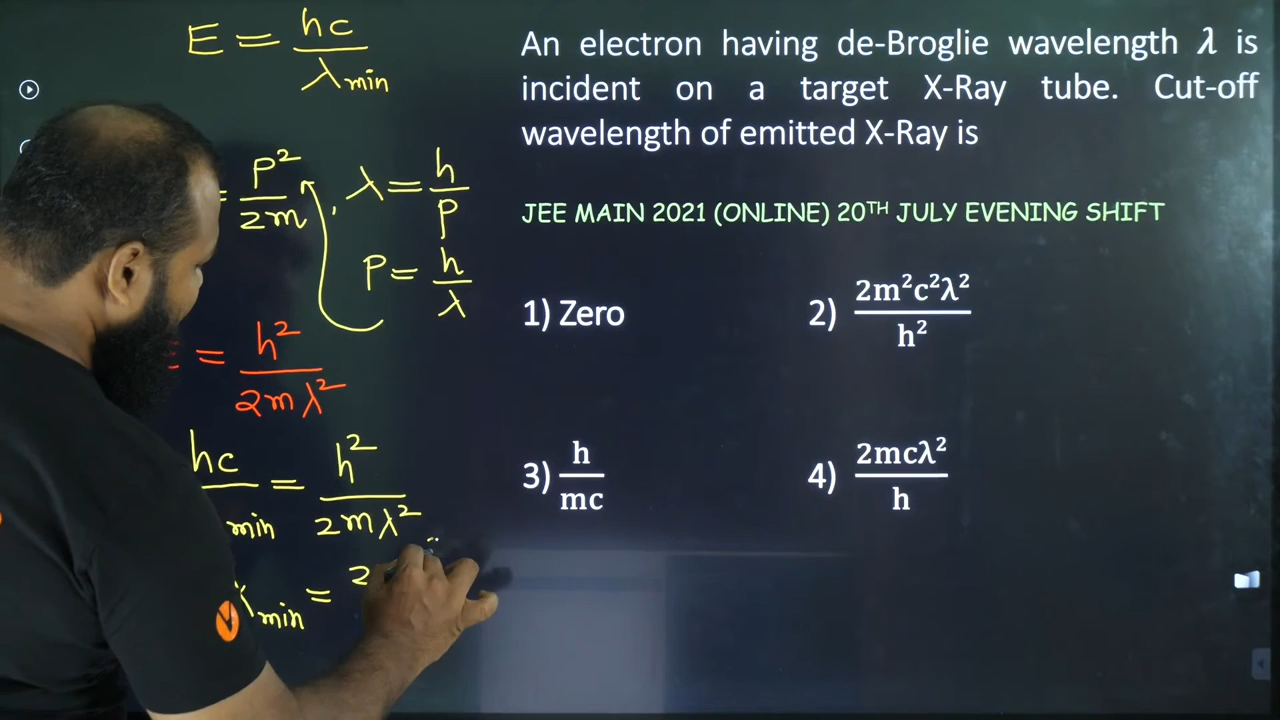 E = hc/λmin
= P²/2m , λ = h/P
P = h/λ
= h²/2mλ²
hc/min = h²/2mλ²
λmin = 2
An electron having de-Broglie wavelength λ is
incident on a target X-Ray tube. Cut-off
wavelength of emitted X-Ray is
JEE MAIN 2021 (ONLINE) 20TH JULY EVENING SHIFT
1) Zero
2) 2m²c²λ²/h²
3) h/mc
4) 2mcλ²/h